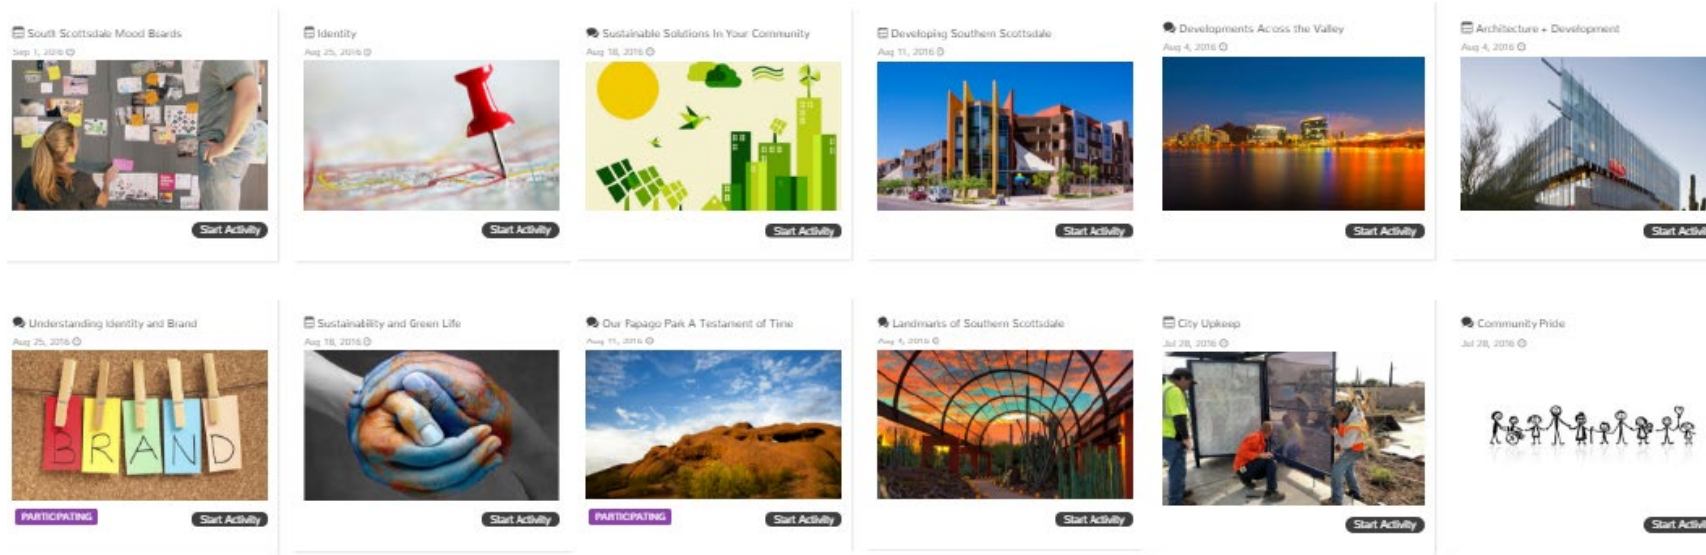 South Scottsdale Mood Boards
Sep 1, 2016
Start Activity
Identity
Aug 25, 2016
Start Activity
Sustainable Solutions In Your Community
Aug 18, 2016
Start Activity
Developing Southern Scottsdale
Aug 11, 2016
Start Activity
Developments Across the Valley
Aug 4, 2016
Start Activity
Architecture + Development
Aug 4, 2016
Start Activi
Understanding Identity and Brand
Aug 25, 2016
BRAND
PARTICIPATING
Start Activity
Sustainability and Green Life
Aug 18, 2016
Start Activity
Our Papago Park A Testament of Time
Aug 11, 2016
PARTICIPATING
Start Activity
Landmarks of Southern Scottsdale
Aug 4, 2016
Start Activity
City Upkeep
Jul 28, 2016
Start Activity
Community Pride
Jul 28, 2016
Start Activi